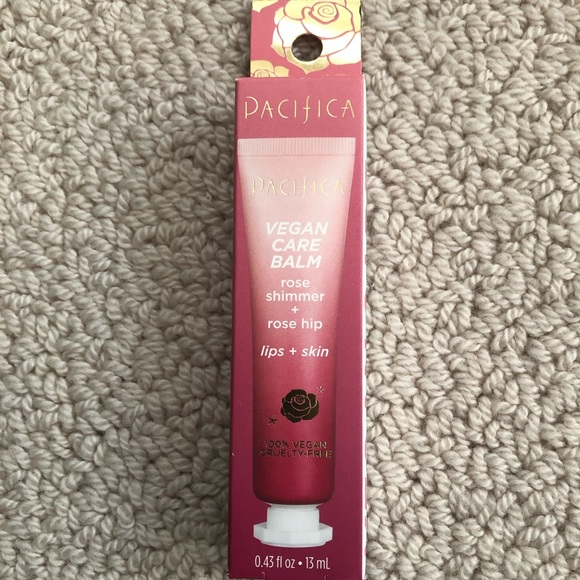 PACIFICA
PACIFICA
VEGAN
CARE
BALM
rose
shimmer
+
rose hip
lips + skin
100% VEGAN
CRUELTY-FREE
0.43 fl oz • 13 mL